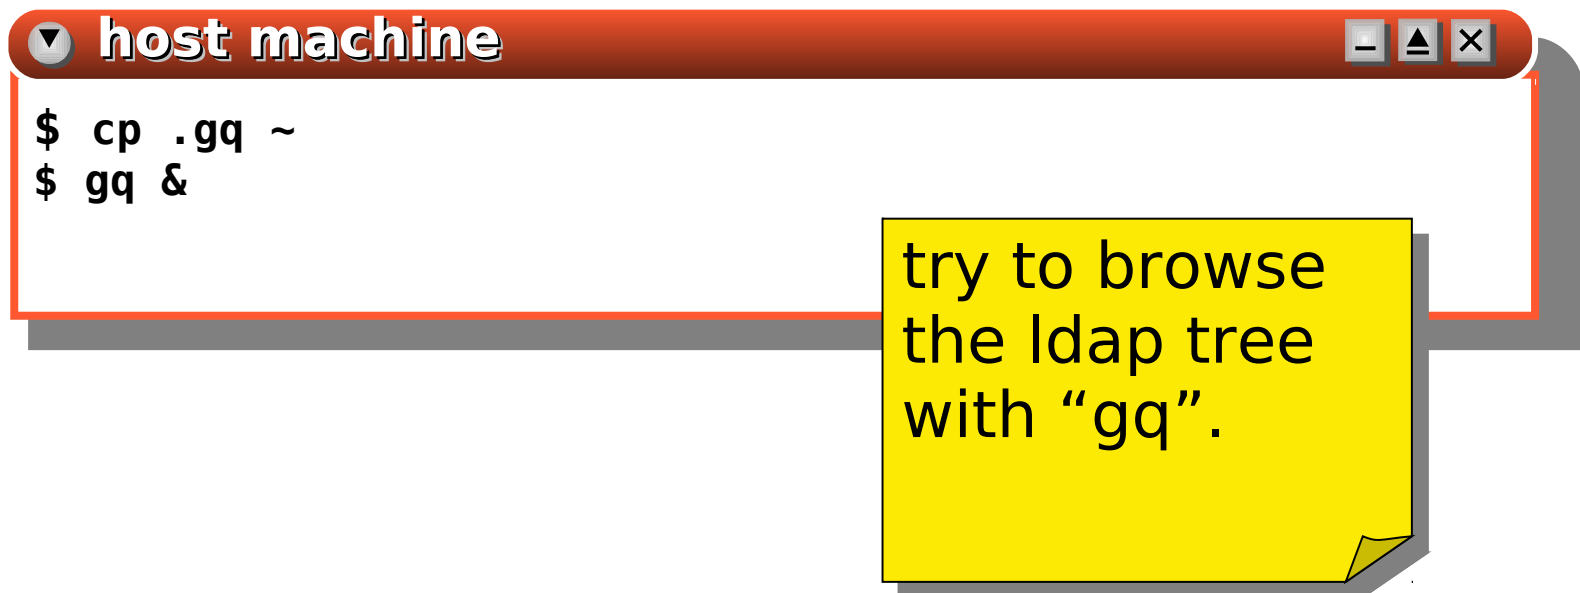 host machine
$ cp .gq ~
$ gq &
try to browse
the ldap tree
with “gq”.